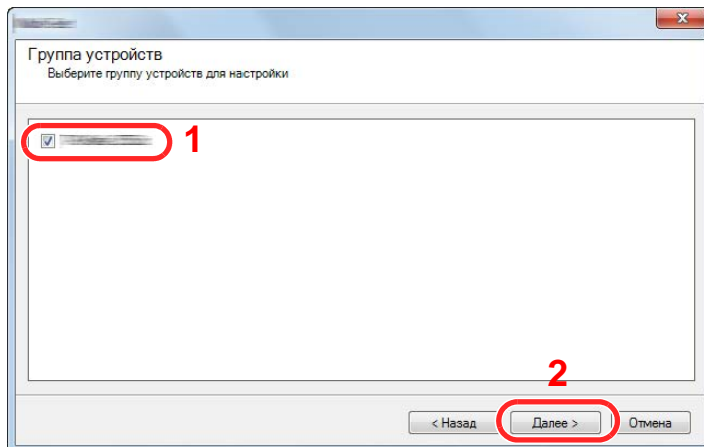 Группа устройств
Выберите группу устройств для настройки
1
2
< Назад
Далее >
Отмена